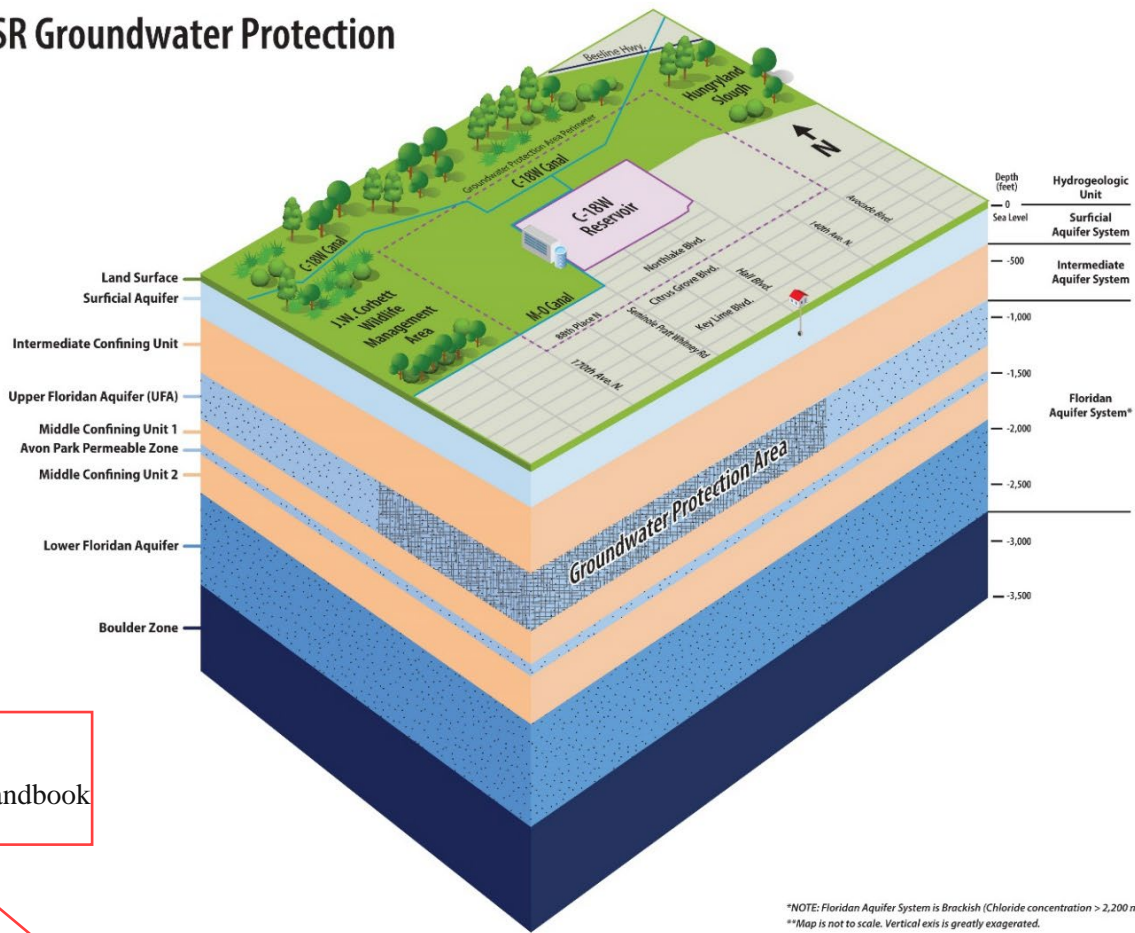 SR Groundwater Protection
Beeline Hwy.
Hungryland
Slough
N
Groundwater Protection Area Perimeter
C-18W Canal
C-18W Canal
C-18W
Reservoir
J.W. Corbett
Wildlife
Management
Area
M-O Canal
Northlake Blvd.
Avocado Blvd.
140th Ave. N.
Hall Blvd.
Citrus Grove Blvd.
Key Lime Blvd.
88th Place N
Seminole Pratt Whitney Rd.
170th Ave. N.
Land Surface
Surficial Aquifer
Intermediate Confining Unit
Upper Floridan Aquifer (UFA)
Middle Confining Unit 1
Avon Park Permeable Zone
Middle Confining Unit 2
Lower Floridan Aquifer
Boulder Zone
Groundwater Protection Area
Depth
(feet)
0
Sea Level
-500
-1,000
-1,500
-2,000
-2,500
-3,000
-3,500
Hydrogeologic
Unit
Surficial
Aquifer System
Intermediate
Aquifer System
Floridan
Aquifer System*
andbook
*NOTE: Floridan Aquifer System is Brackish (Chloride concentration > 2,200 m
**Map is not to scale. Vertical axis is greatly exagerated.